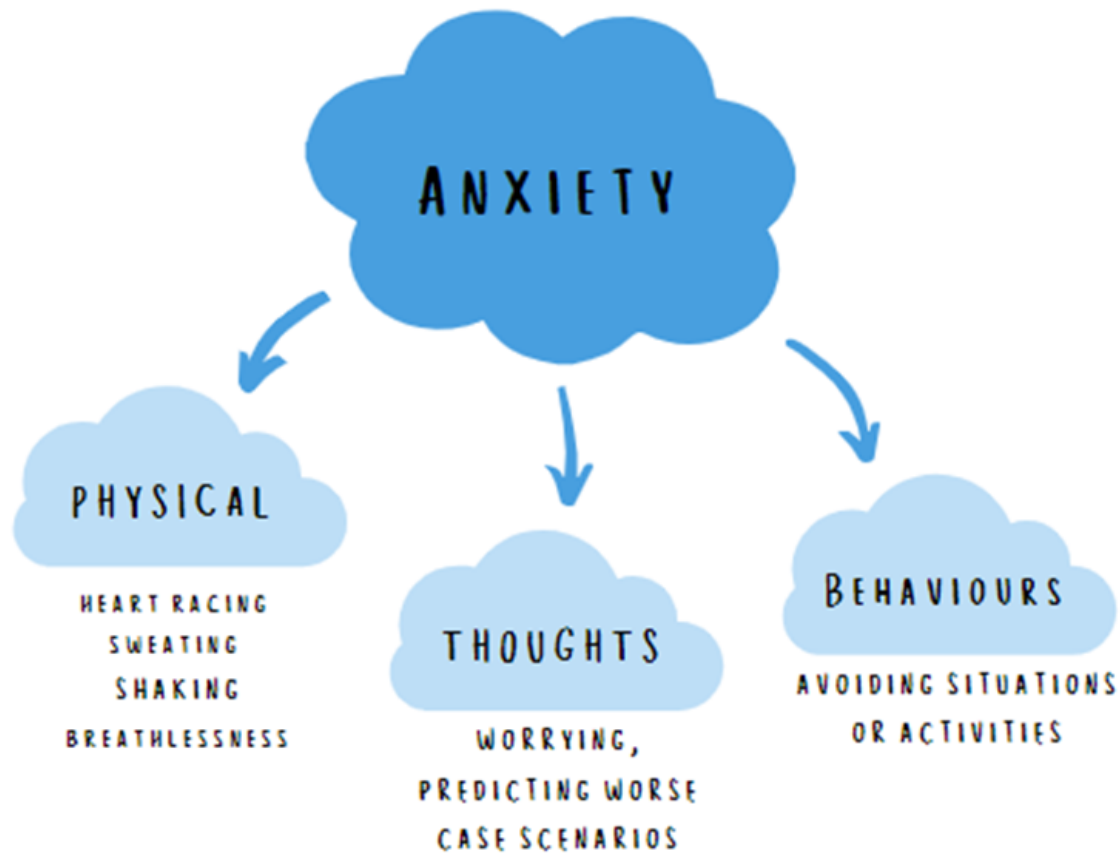 ANXIETY
PHYSICAL
HEART RACING
SWEATING
SHAKING
BREATHLESSNESS
THOUGHTS
WORRYING,
PREDICTING WORSE
CASE SCENARIOS
BEHAVIOURS
AVOIDING SITUATIONS
OR ACTIVITIES